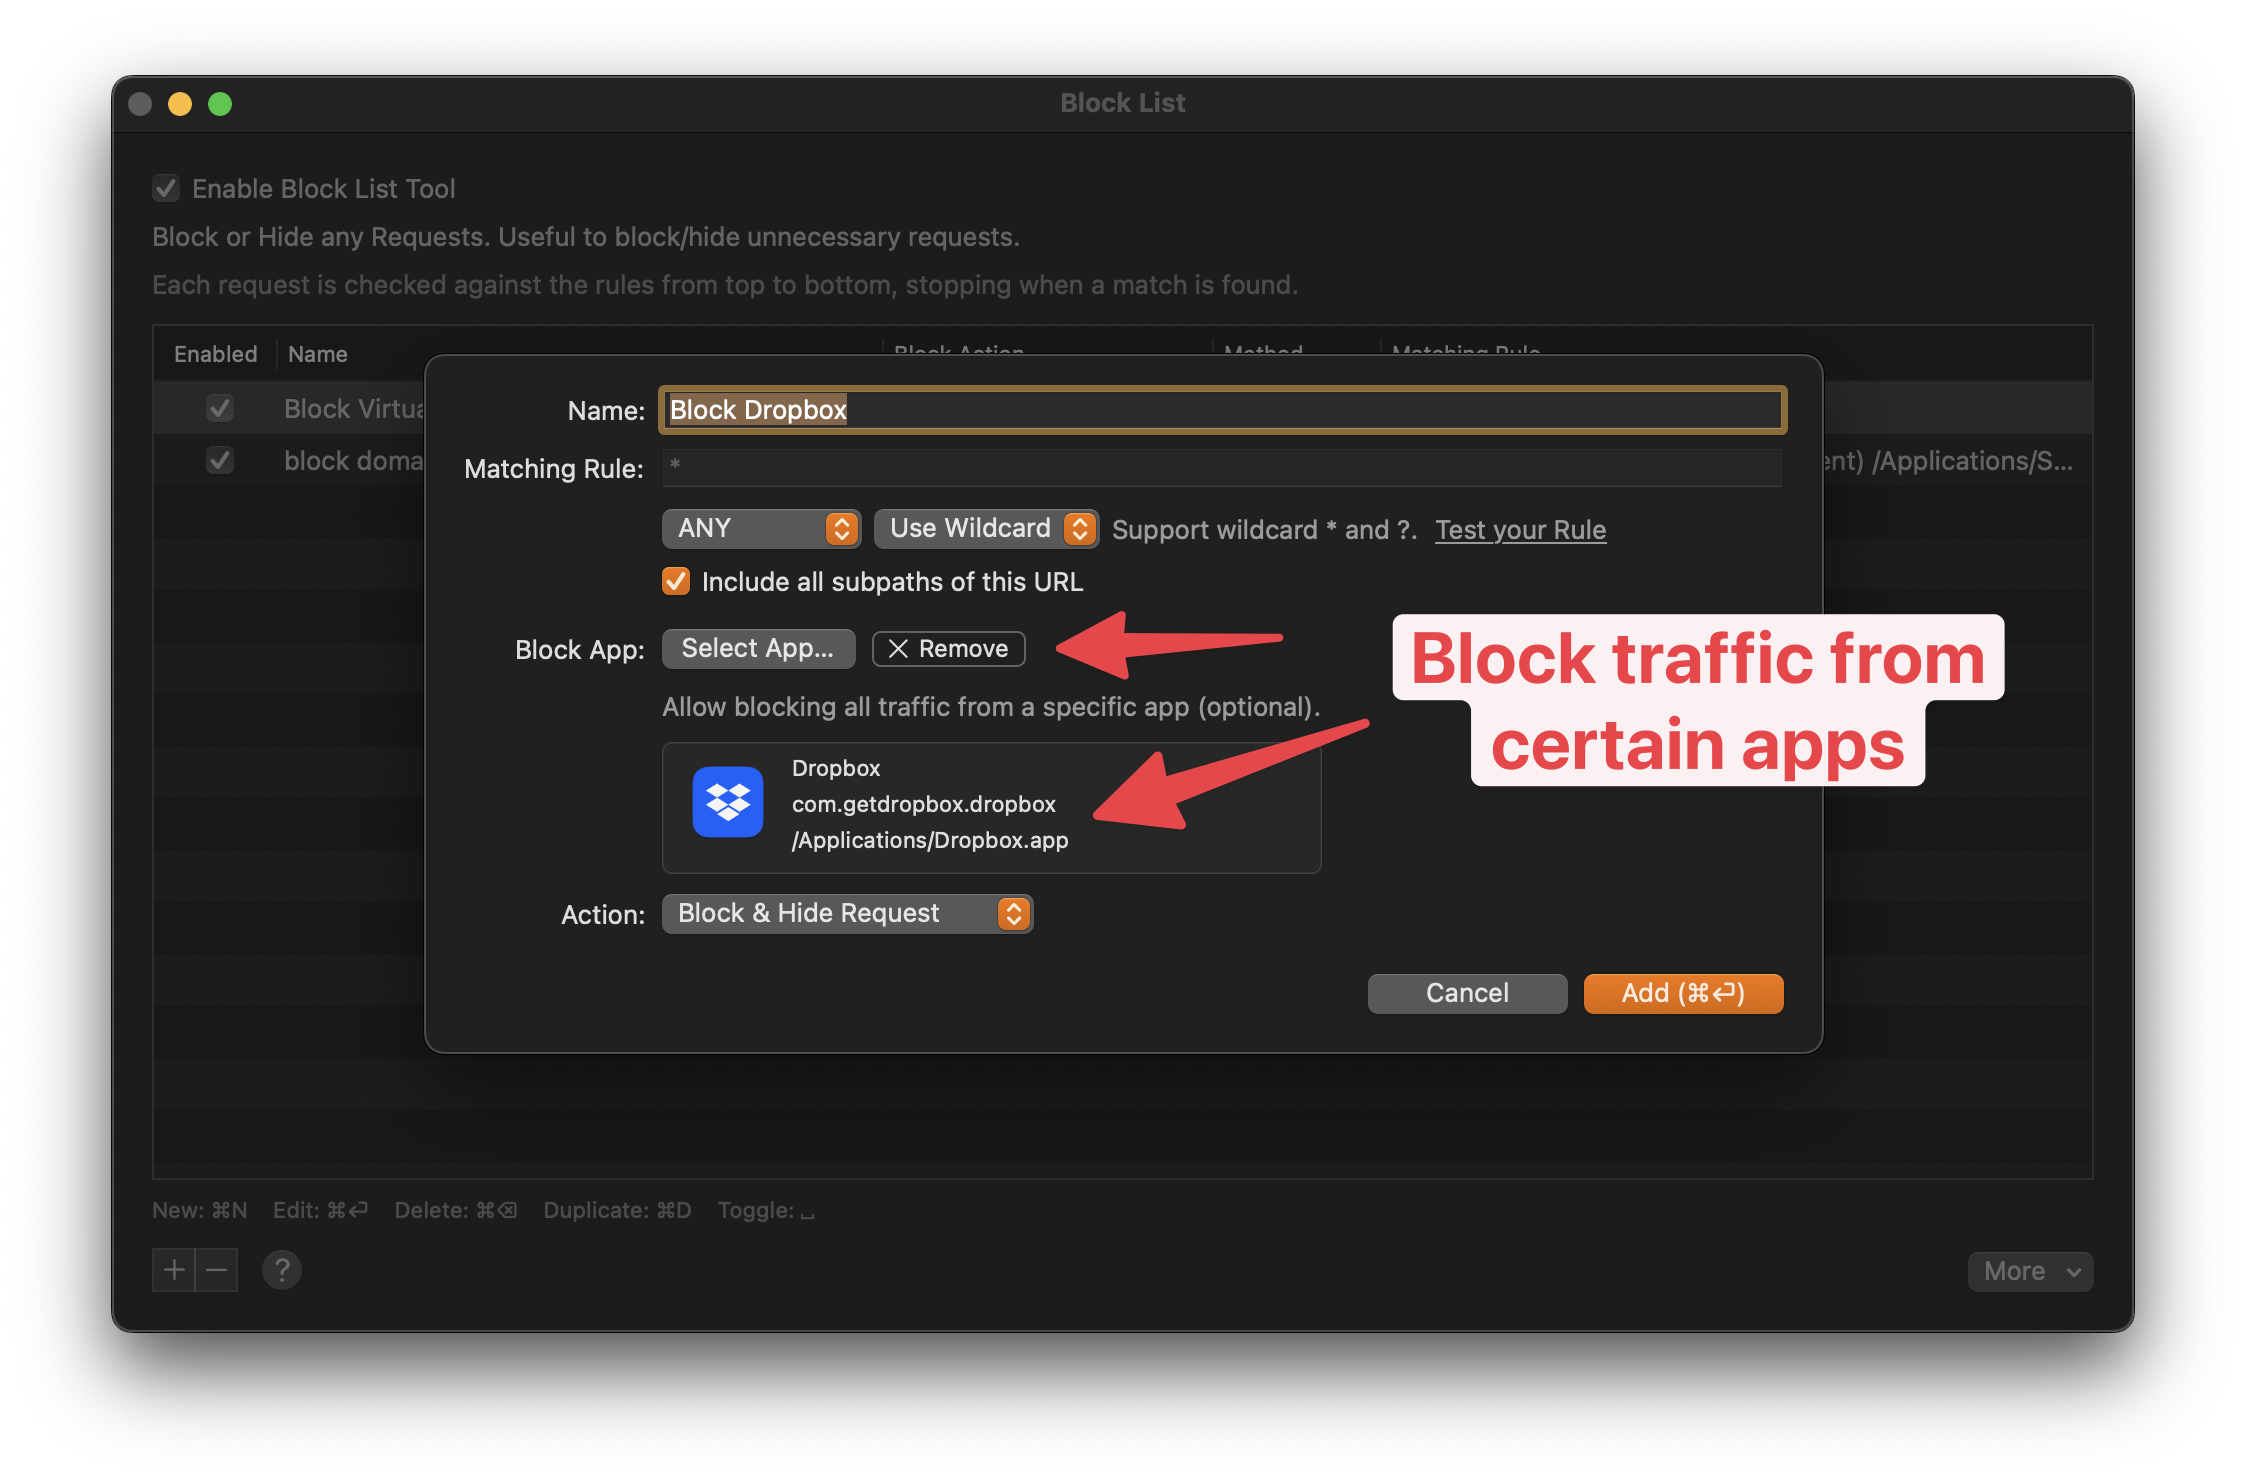 Block List
Enable Block List Tool
Block or Hide any Requests. Useful to block/hide unnecessary requests.
Each request is checked against the rules from top to bottom, stopping when a match is found.
Enabled Name Block Action Method Matching Rule
Block Virtua
block doma ent) /Applications/S...
Name: Block Dropbox
Matching Rule: *
ANY Use Wildcard Support wildcard * and ?. Test your Rule
Include all subpaths of this URL
Block App: Select App... Remove
Allow blocking all traffic from a specific app (optional).
Dropbox
com.getdropbox.dropbox
/Applications/Dropbox.app
Block traffic from
certain apps
Action: Block & Hide Request
Cancel Add (⌘⏎)
New: ⌘N Edit: ⌘⏎ Delete: ⌘⌫ Duplicate: ⌘D Toggle: ⎵
+ − ? More